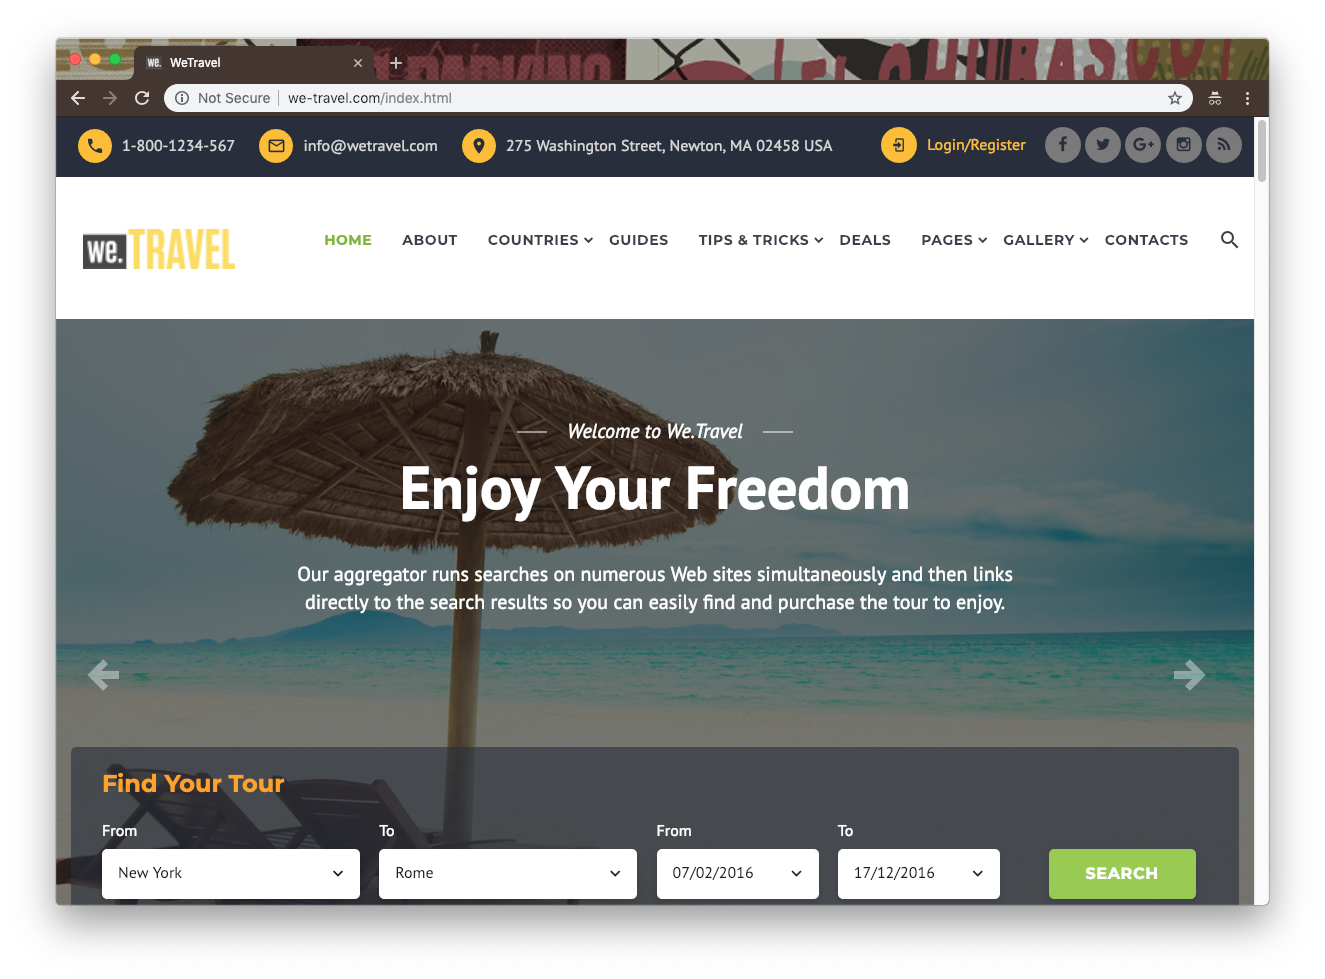 we. WeTravel
Not Secure we-travel.com/index.html
1-800-1234-567 info@wetravel.com 275 Washington Street, Newton, MA 02458 USA Login/Register
we.TRAVEL
HOME ABOUT COUNTRIES GUIDES TIPS & TRICKS DEALS PAGES GALLERY CONTACTS
Welcome to We.Travel
Enjoy Your Freedom
Our aggregator runs searches on numerous Web sites simultaneously and then links
directly to the search results so you can easily find and purchase the tour to enjoy.
Find Your Tour
From To From To
New York Rome 07/02/2016 17/12/2016 SEARCH